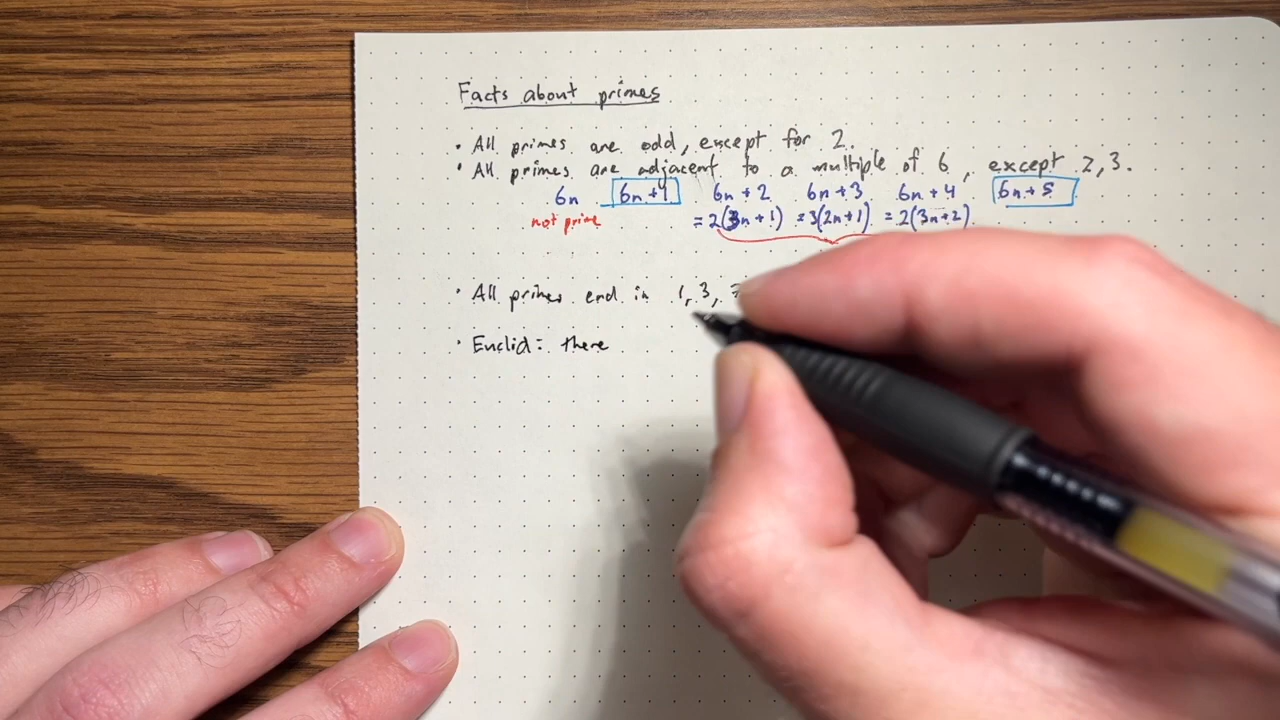 Facts about primes
• All primes are odd, except for 2.
• All primes are adjacent to a multiple of 6, except 2, 3.
6n 6n+1 6n+2 6n+3 6n+4 6n+5
not prime = 2(3n+1) = 3(2n+1) = 2(3n+2)
• All primes end in 1, 3, 7
• Euclid: there